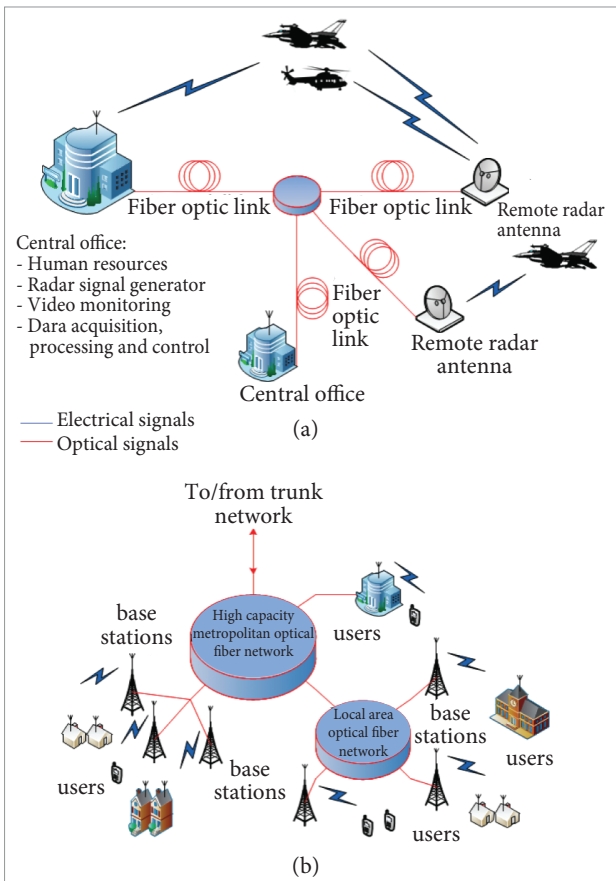 Fiber optic link
Fiber optic link
Remote radar
antenna
Central office:
- Human resources
- Radar signal generator
- Video monitoring
- Dara acquisition,
processing and control
Fiber
optic
link
Remote radar
antenna
Central office
Electrical signals
Optical signals
(a)
To/from trunk
network
High capacity
metropolitan optical
fiber network
base
stations
users
Local area
optical fiber
network
base
stations
users
users
base
stations
users
(b)